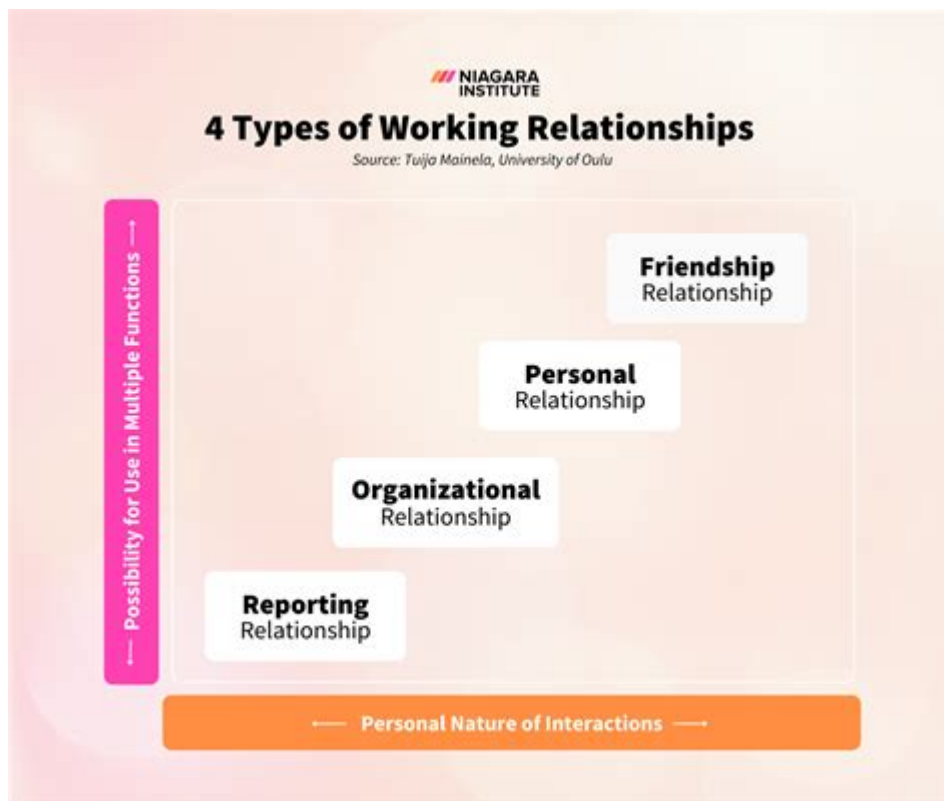 NIAGARA
INSTITUTE
4 Types of Working Relationships
Source: Tuija Mainela, University of Oulu
← Possibility for Use in Multiple Functions →
Friendship
Relationship
Personal
Relationship
Organizational
Relationship
Reporting
Relationship
← Personal Nature of Interactions →